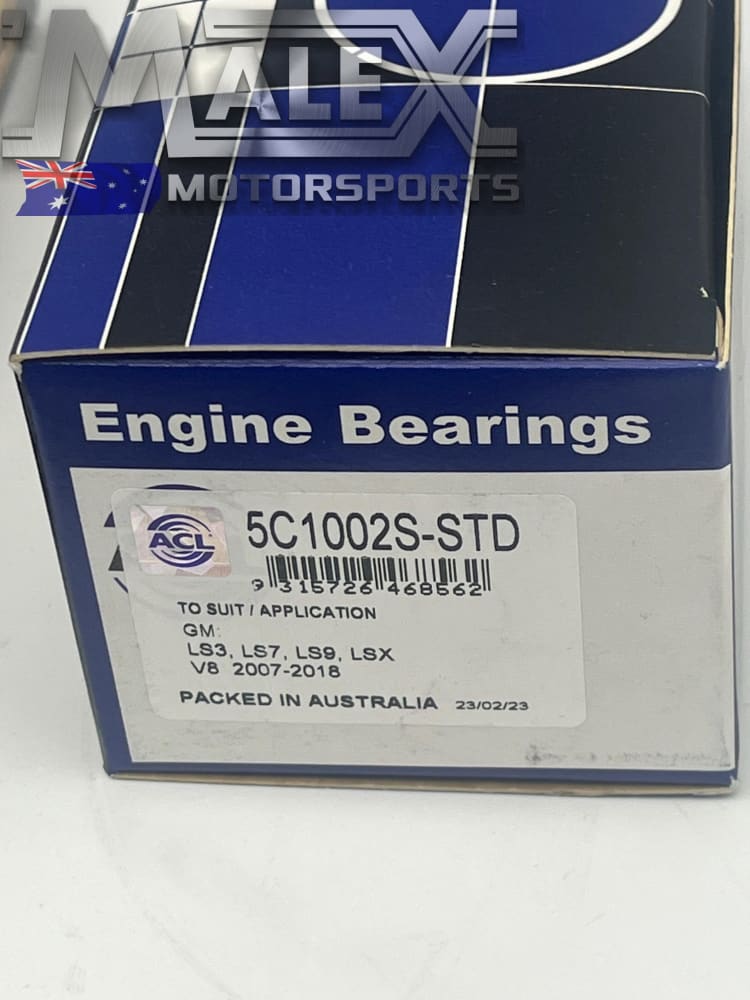 MALEX
MOTORSPORTS
Engine Bearings
ACL
5C1002S-STD
9 315726 468562
TO SUIT / APPLICATION
GM:
LS3, LS7, LS9, LSX
V8 2007-2018
PACKED IN AUSTRALIA 23/02/23